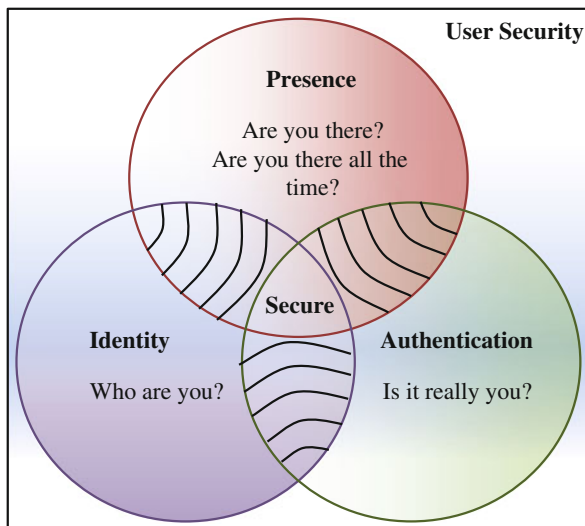 User Security
Presence
Are you there?
Are you there all the
time?
Secure
Identity
Authentication
Who are you?
Is it really you?